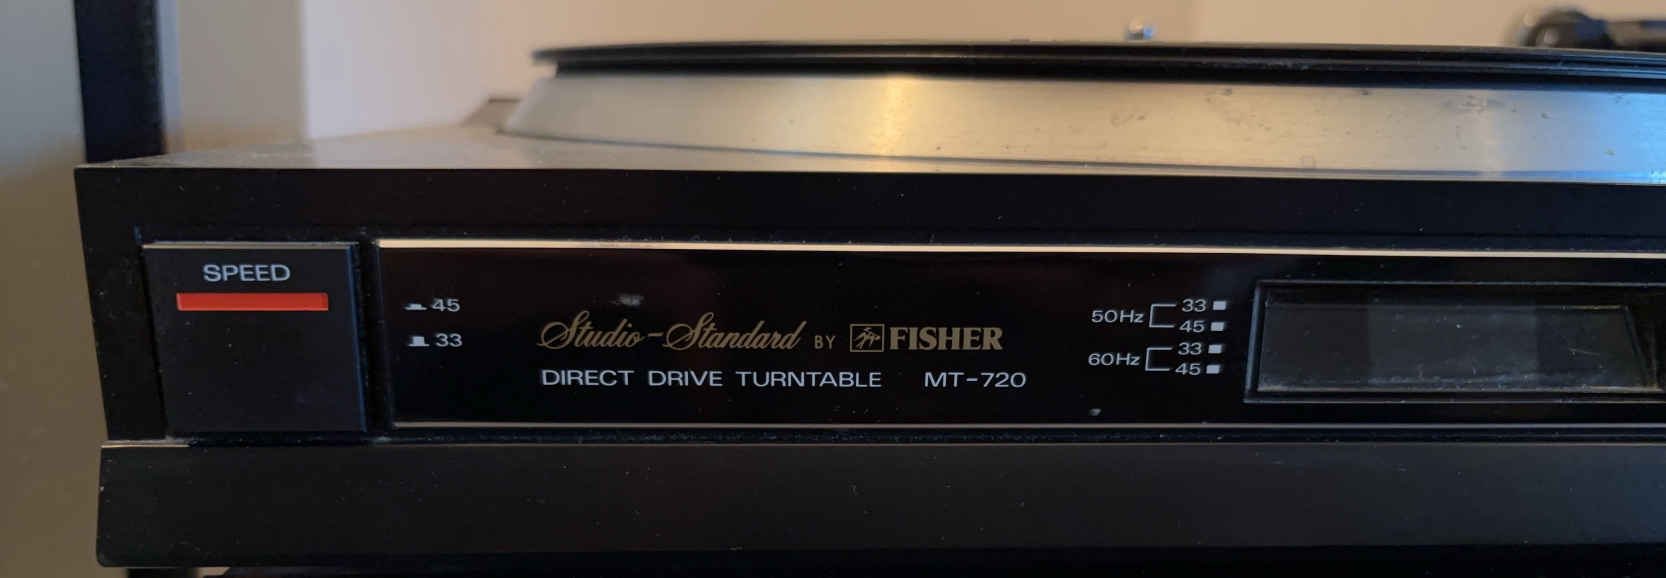 SPEED
45
33
Studio-Standard BY FISHER
DIRECT DRIVE TURNTABLE MT-720
50Hz 33
45
60Hz 33
45